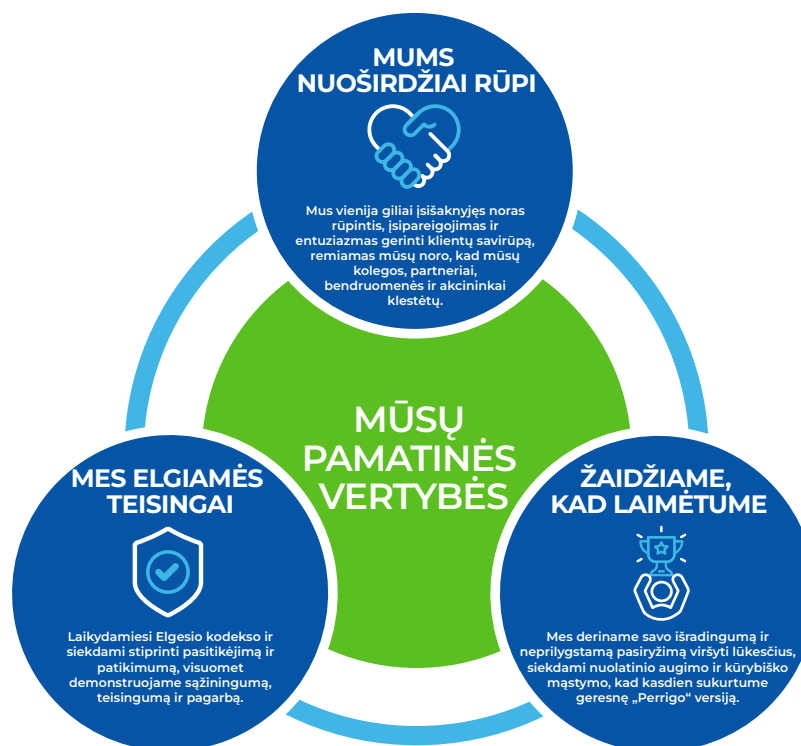 MUMS
NUOŠIRDŽIAI RŪPI
Mus vienija giliai įsišaknyjęs noras
rūpintis, įsipareigojimas ir
entuziazmas gerinti klientų savirūpą,
remiamas mūsų noro, kad mūsų
kolegos, partneriai,
bendruomenės ir akcininkai
klestėtų.
MŪSŲ
PAMATINĖS
VERTYBĖS
MES ELGIAMĖS
TEISINGAI
Laikydamiesi Elgesio kodekso ir
siekdami stiprinti pasitikėjimą ir
patikimumą, visuomet
demonstruojame sąžiningumą,
teisingumą ir pagarbą.
ŽAIDŽIAME,
KAD LAIMĖTUME
Mes deriname savo išradingumą ir
neprilygstamą pasiryžimą viršyti lūkesčius,
siekdami nuolatinio augimo ir kūrybiško
mąstymo, kad kasdien sukurtume
geresnę „Perrigo“ versiją.